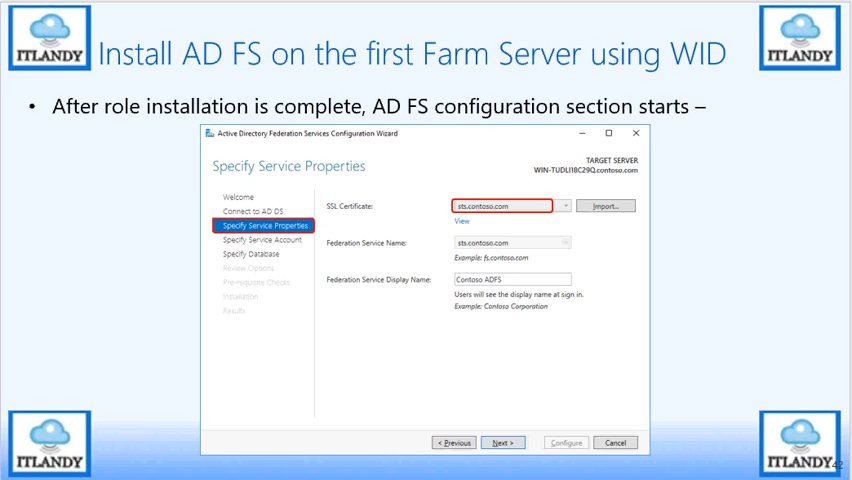 ITLANDY
ITLANDY
Install AD FS on the first Farm Server using WID
• After role installation is complete, AD FS configuration section starts –
Active Directory Federation Services Configuration Wizard
Specify Service Properties
TARGET SERVER
WIN-TUDLI18C29Q.contoso.com
Welcome
Connect to AD DS
Specify Service Properties
Specify Service Account
Specify Database
Review Options
Pre-requisite Checks
Installation
Results
SSL Certificate:
sts.contoso.com
Import...
View
Federation Service Name:
sts.contoso.com
Example: fs.contoso.com
Federation Service Display Name:
Contoso ADFS
Users will see the display name at sign in.
Example: Contoso Corporation
< Previous
Next >
Configure
Cancel
ITLANDY
ITLANDY
42